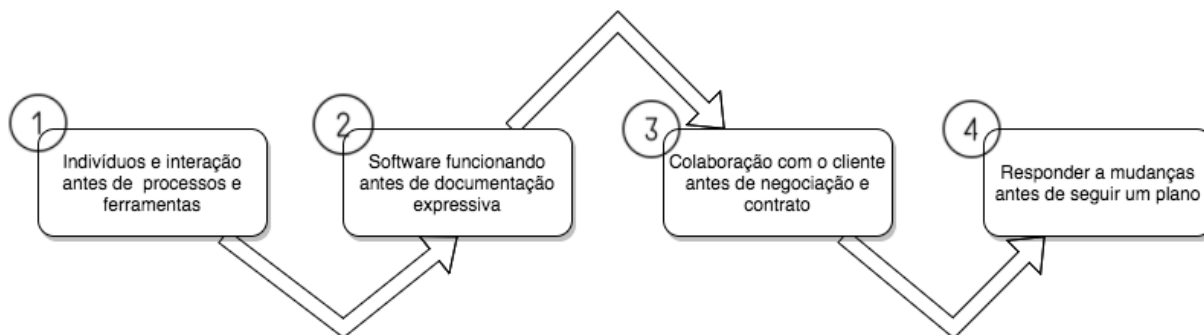 1
Indivíduos e interação
antes de processos e
ferramentas
2
Software funcionando
antes de documentação
expressiva
3
Colaboração com o cliente
antes de negociação e
contrato
4
Responder a mudanças
antes de seguir um plano